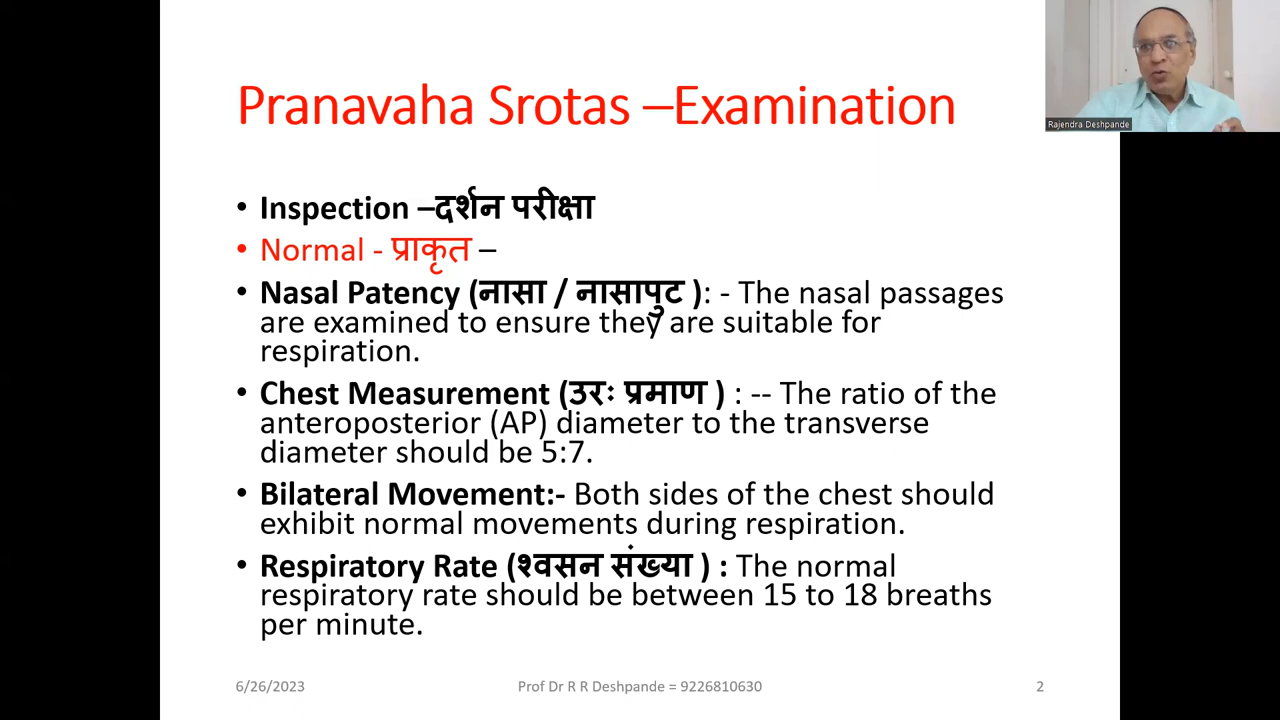 Pranavaha Srotas –Examination
Rajendra Deshpande
• Inspection –दर्शन परीक्षा
• Normal - प्राकृत –
• Nasal Patency (नासा / नासापुट ): - The nasal passages
are examined to ensure they are suitable for
respiration.
• Chest Measurement (उरः प्रमाण ) : -- The ratio of the
anteroposterior (AP) diameter to the transverse
diameter should be 5:7.
• Bilateral Movement:- Both sides of the chest should
exhibit normal movements during respiration.
• Respiratory Rate (श्वसन संख्या ) : The normal
respiratory rate should be between 15 to 18 breaths
per minute.
6/26/2023
Prof Dr R R Deshpande = 9226810630
2